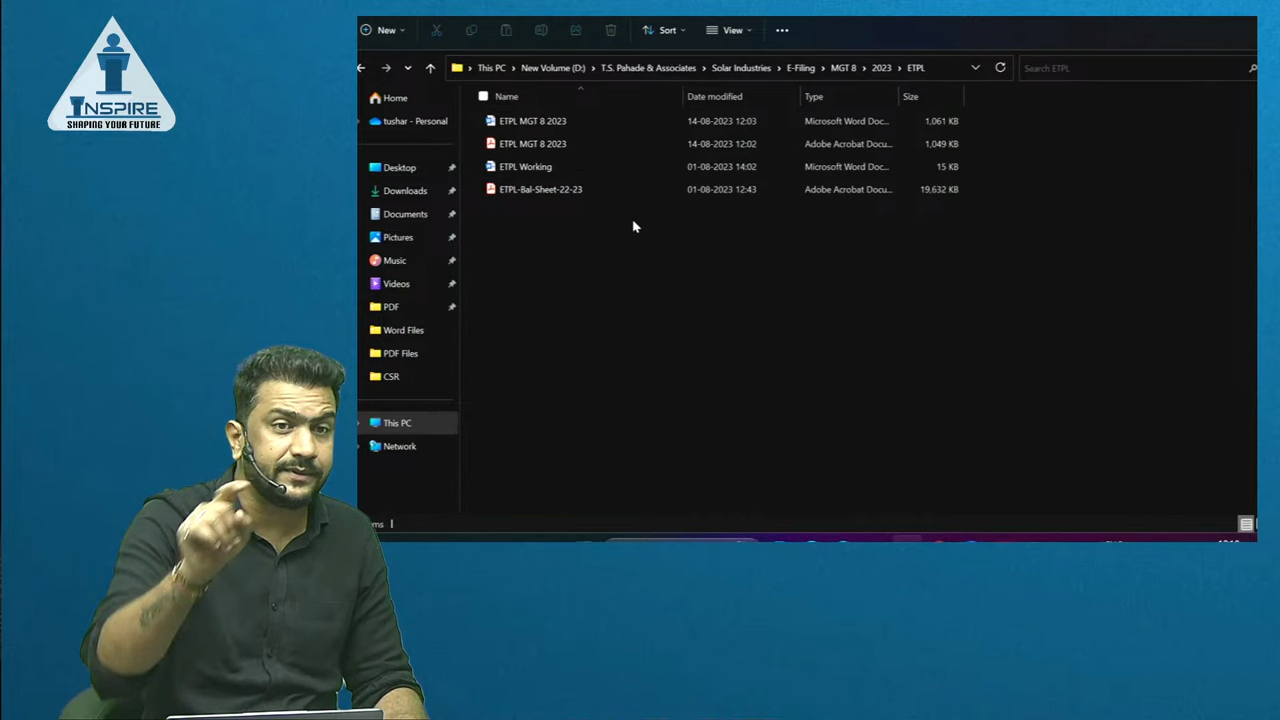 INSPIRE
SHAPING YOUR FUTURE
New
Sort
View
This PC > New Volume (D:) > T.S. Pahade & Associates > Solar Industries > E-Filing > MGT 8 > 2023 > ETPL
Search ETPL
Home
tushar - Personal
Desktop
Downloads
Documents
Pictures
Music
Videos
PDF
Word Files
PDF Files
CSR
This PC
Network
Name Date modified Type Size
ETPL MGT 8 2023 14-08-2023 12:03 Microsoft Word Doc... 1,061 KB
ETPL MGT 8 2023 14-08-2023 12:02 Adobe Acrobat Docu... 1,049 KB
ETPL Working 01-08-2023 14:02 Microsoft Word Doc... 15 KB
ETPL-Bal-Sheet-22-23 01-08-2023 12:43 Adobe Acrobat Docu... 19,632 KB